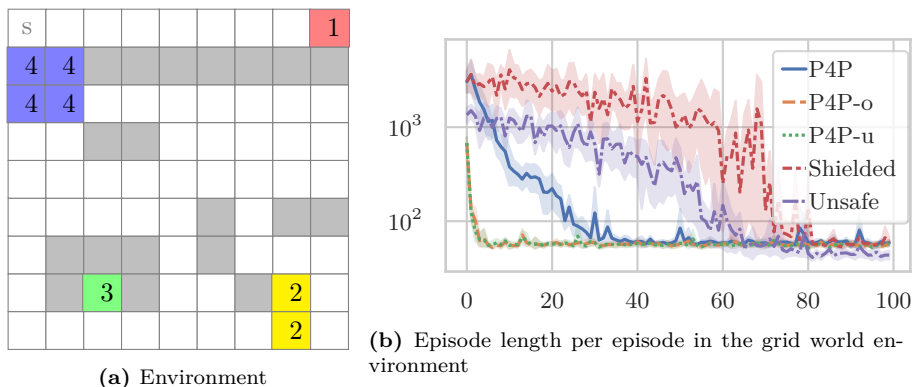 s 1
4 4
4 4
3 2
2
(a) Environment
10³
10²
P4P
P4P-o
P4P-u
Shielded
Unsafe
0 20 40 60 80 100
(b) Episode length per episode in the grid world en-
vironment